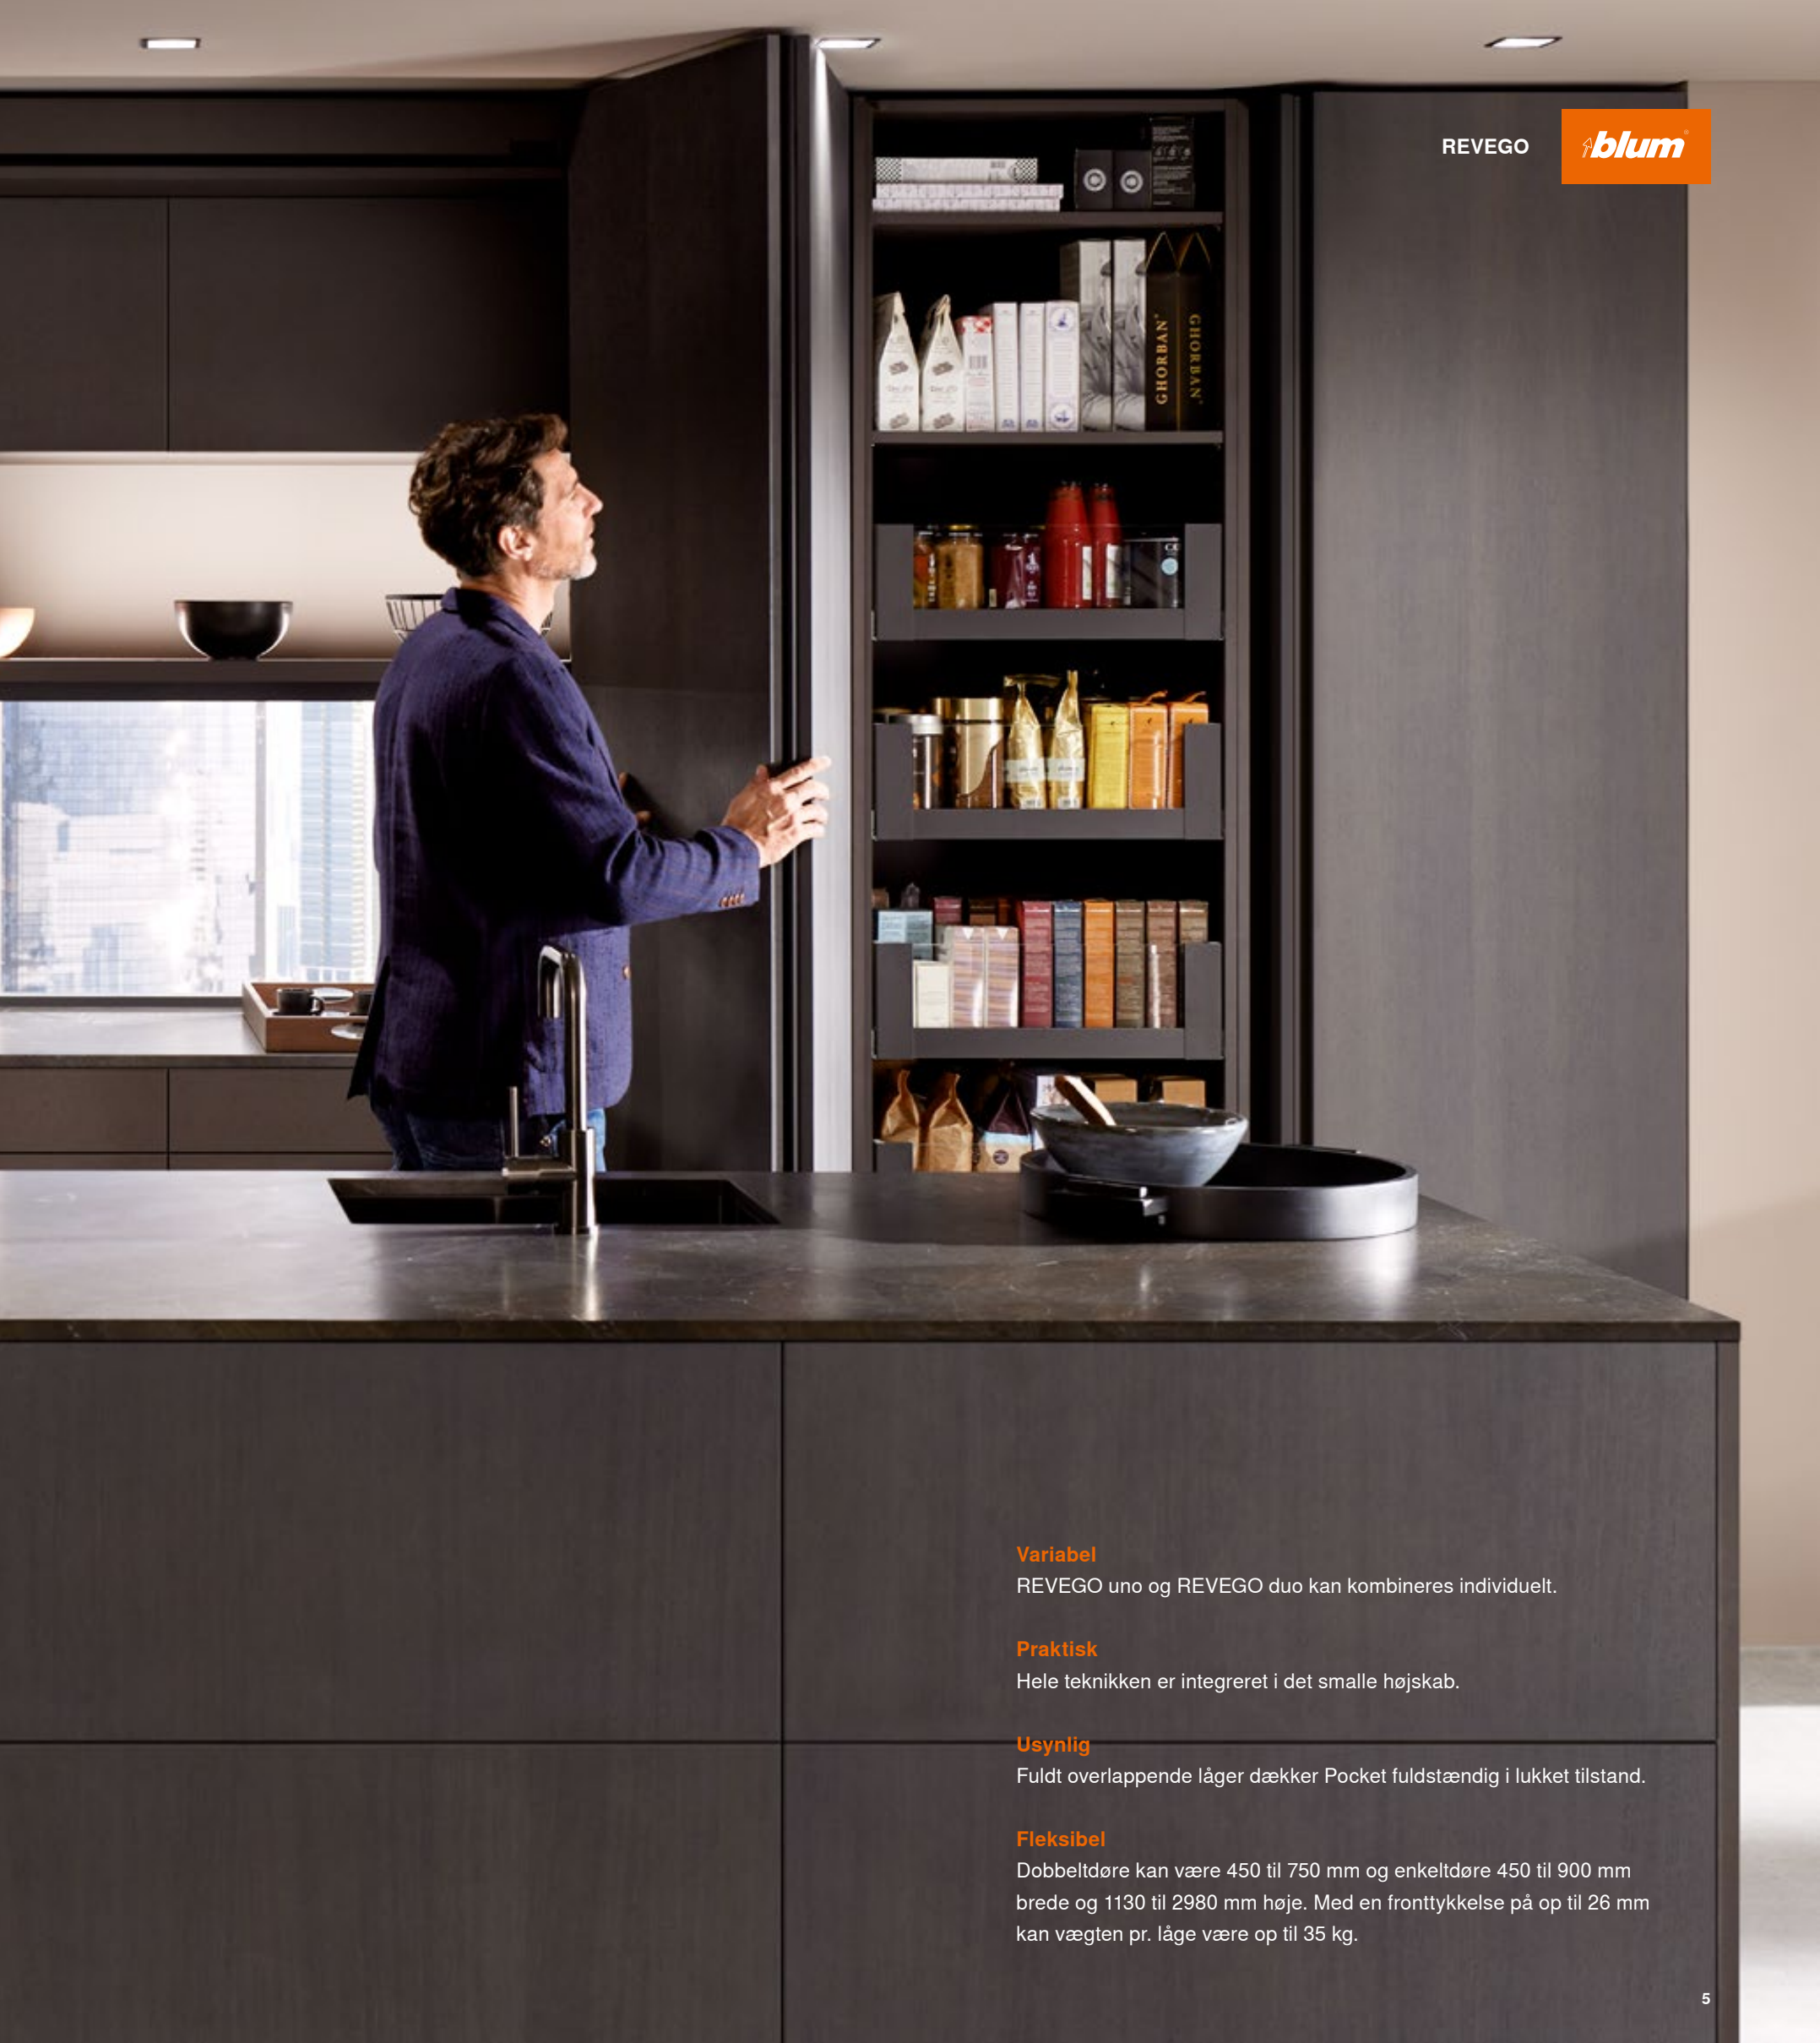 REVEGO
blum
GHORBAN
GHORBAN
Variabel
REVEGO uno og REVEGO duo kan kombineres individuelt.
Praktisk
Hele teknikken er integreret i det smalle højskab.
Usynlig
Fuldt overlappende låger dækker Pocket fuldstændig i lukket tilstand.
Fleksibel
Dobbeltdøre kan være 450 til 750 mm og enkeltdøre 450 til 900 mm
brede og 1130 til 2980 mm høje. Med en fronttykkelse på op til 26 mm
kan vægten pr. låge være op til 35 kg.
5